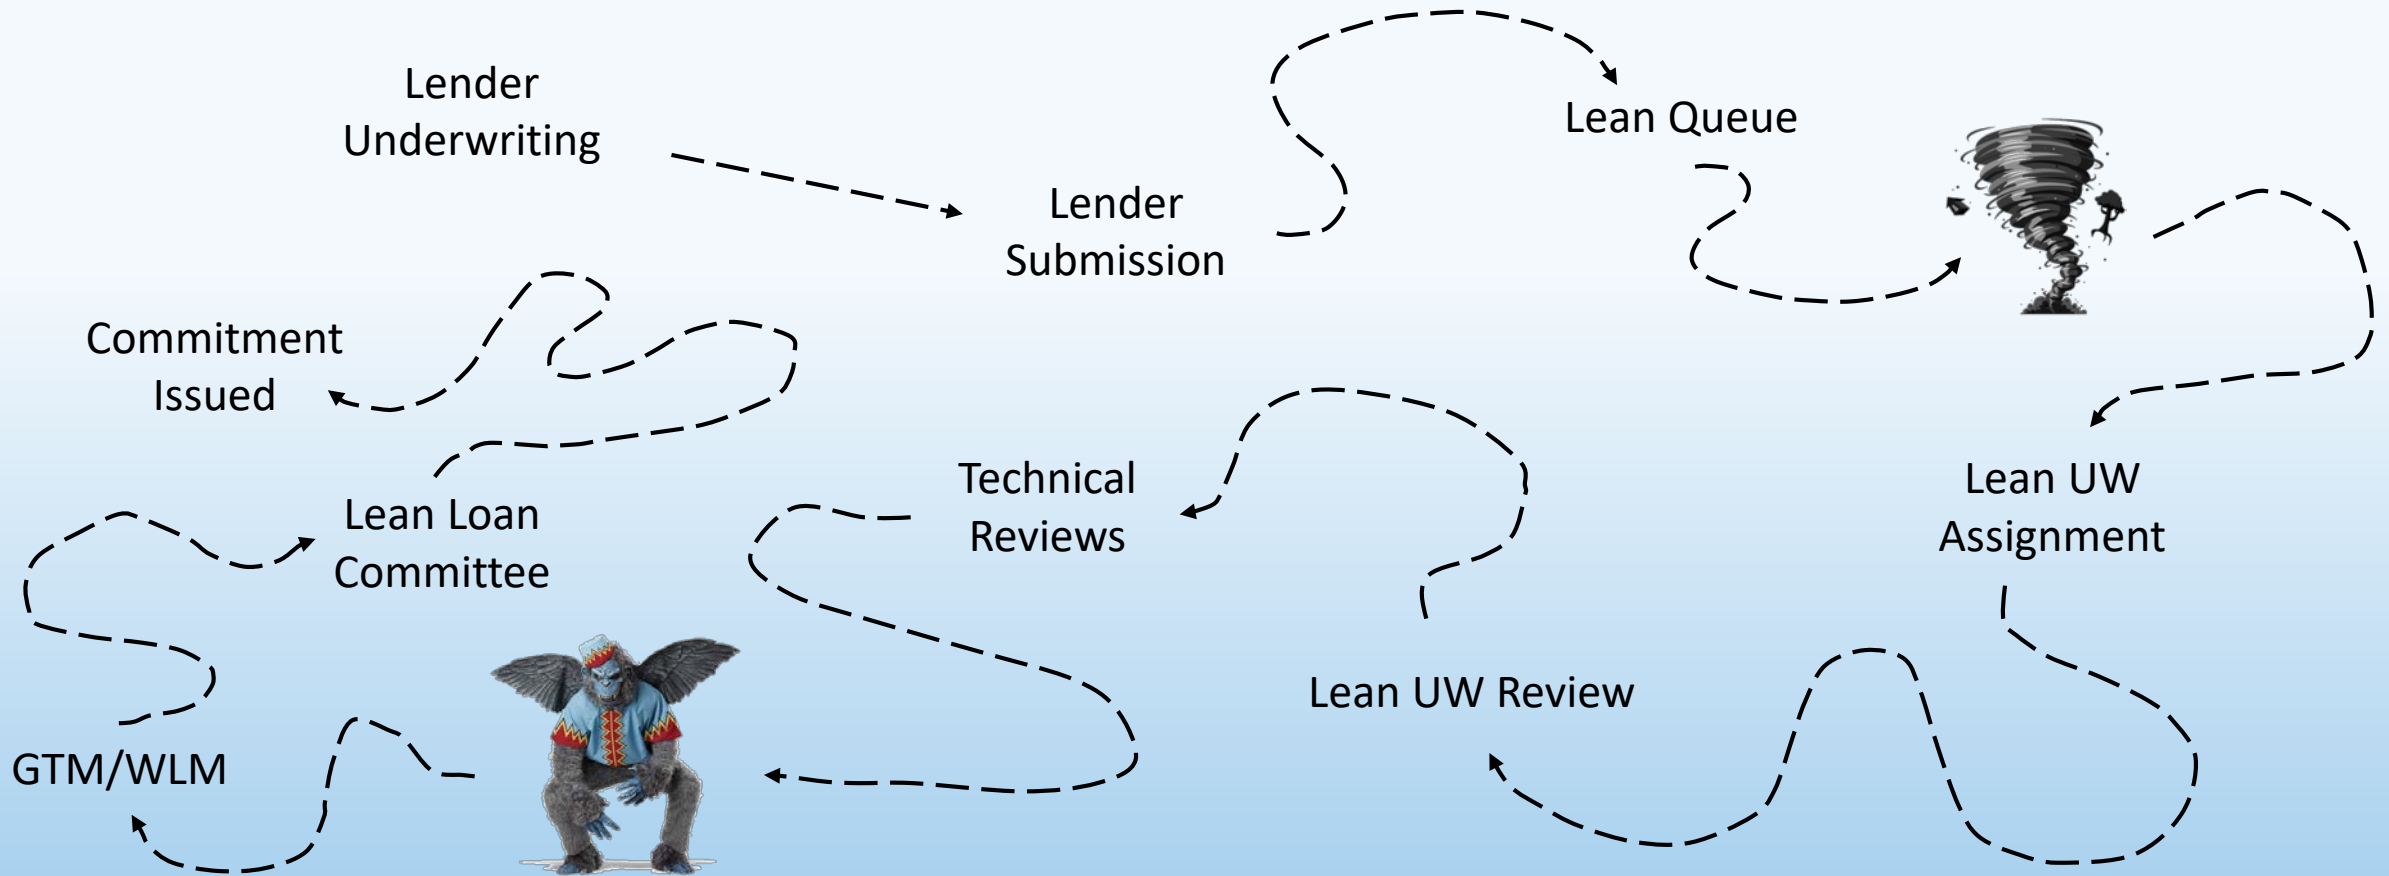 Lender
Underwriting
Lender
Submission
Lean Queue
Lean UW
Assignment
Lean UW Review
Technical
Reviews
GTM/WLM
Lean Loan
Committee
Commitment
Issued